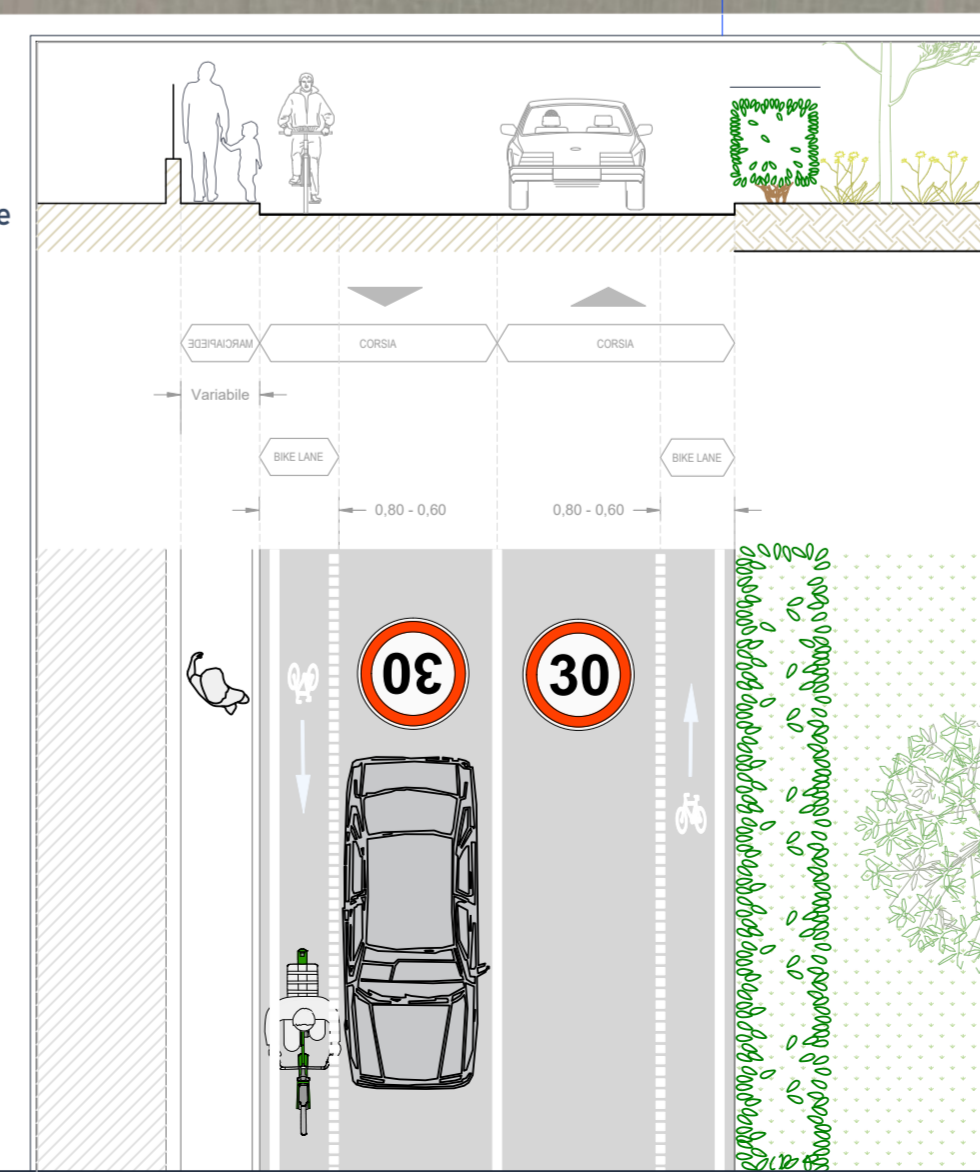 e
MARCIAPIEDE
CORSIA
CORSIA
Variabile
BIKE LANE
BIKE LANE
0,80 - 0,60
0,80 - 0,60
30
30